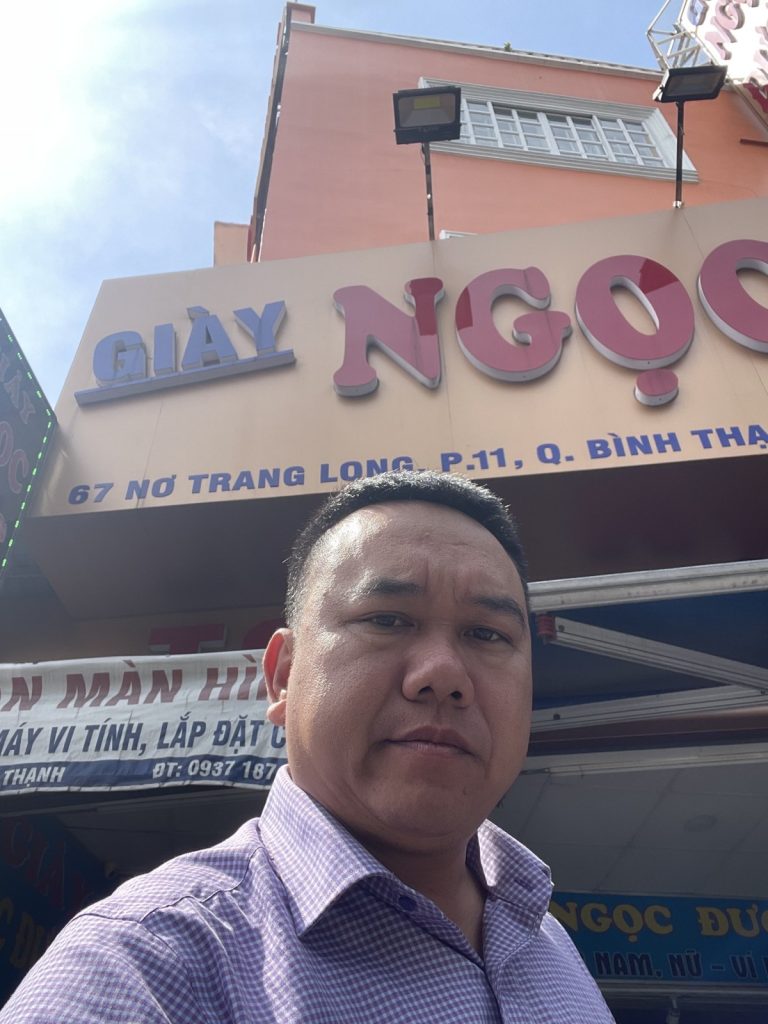 GIÀY NGỌC
67 NƠ TRANG LONG, P.11, Q. BÌNH THẠ
MÀN HÌ
MÁY VI TÍNH, LẮP ĐẶT C
THẠNH ĐT: 0937 187
NGỌC ĐƯ
NAM, NỮ - VÍ